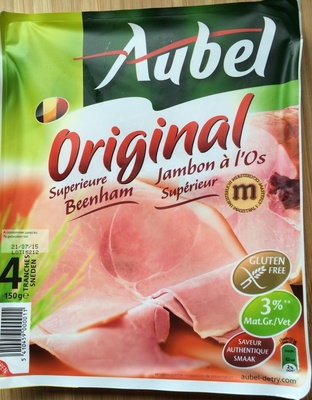 Aubel
Original
Superieure
Beenham
Jambon à l'Os
Supérieur
m
21/07/15
LOT15212
4
TRANCHES
SNEDEN
150g e
GLUTEN
FREE
3%**
Mat.Gr./Vet
SAVEUR
AUTHENTIQUE
SMAAK
aubel-detry.com